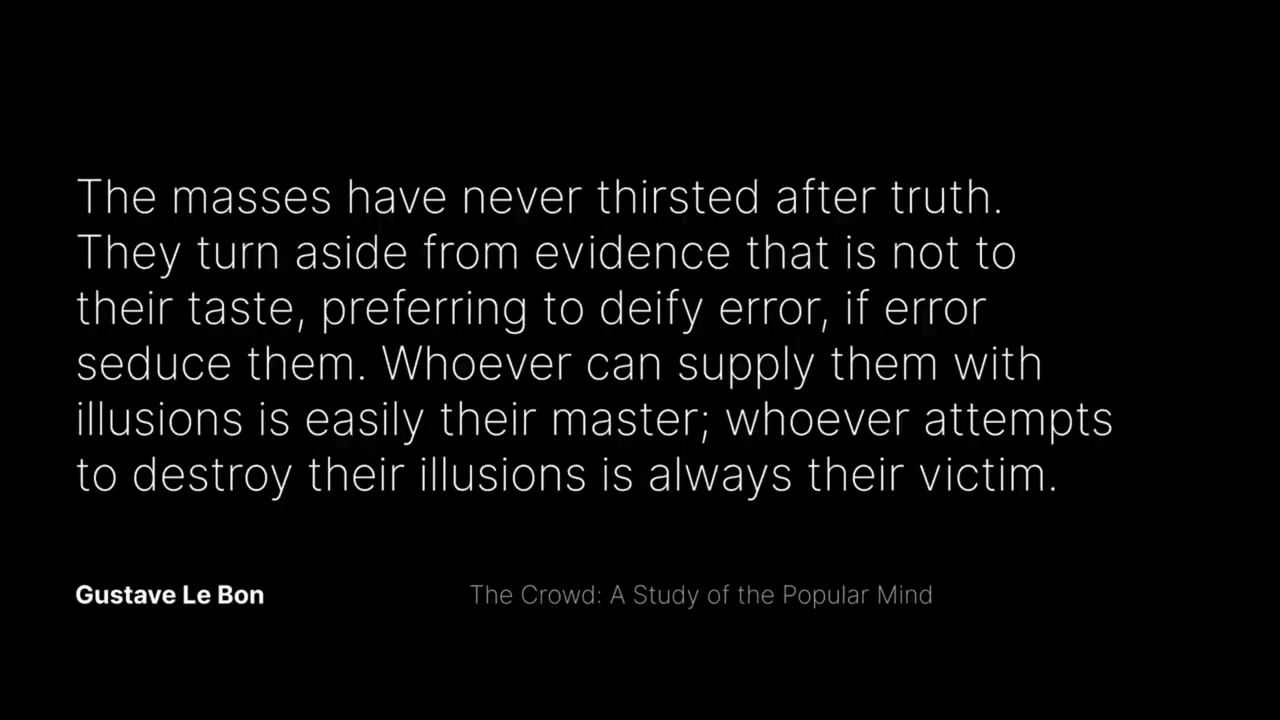 The masses have never thirsted after truth.
They turn aside from evidence that is not to
their taste, preferring to deify error, if error
seduce them. Whoever can supply them with
illusions is easily their master; whoever attempts
to destroy their illusions is always their victim.
Gustave Le Bon
The Crowd: A Study of the Popular Mind